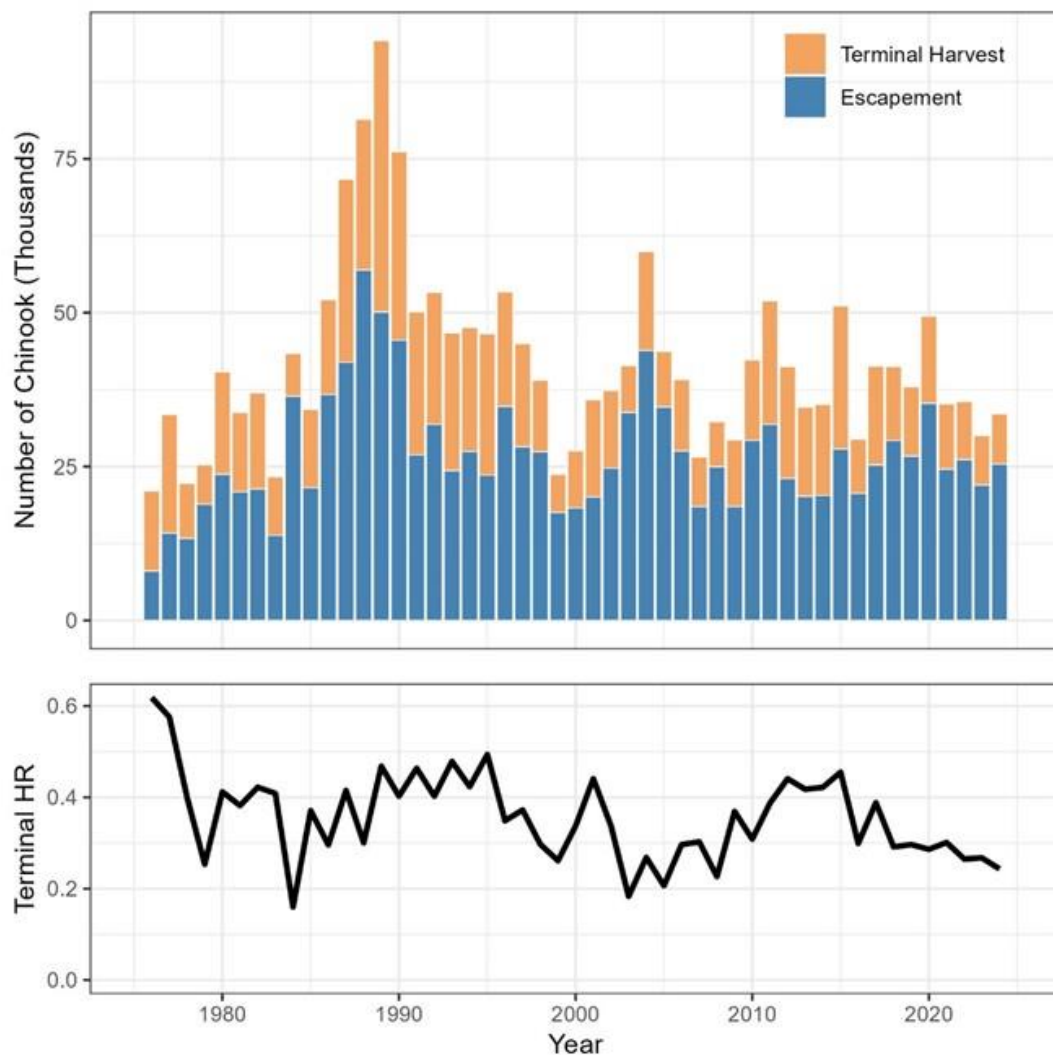 Terminal Harvest
Escapement
Number of Chinook (Thousands)
75
50
25
0
Terminal HR
0.6
0.4
0.2
0.0
1980 1990 2000 2010 2020
Year